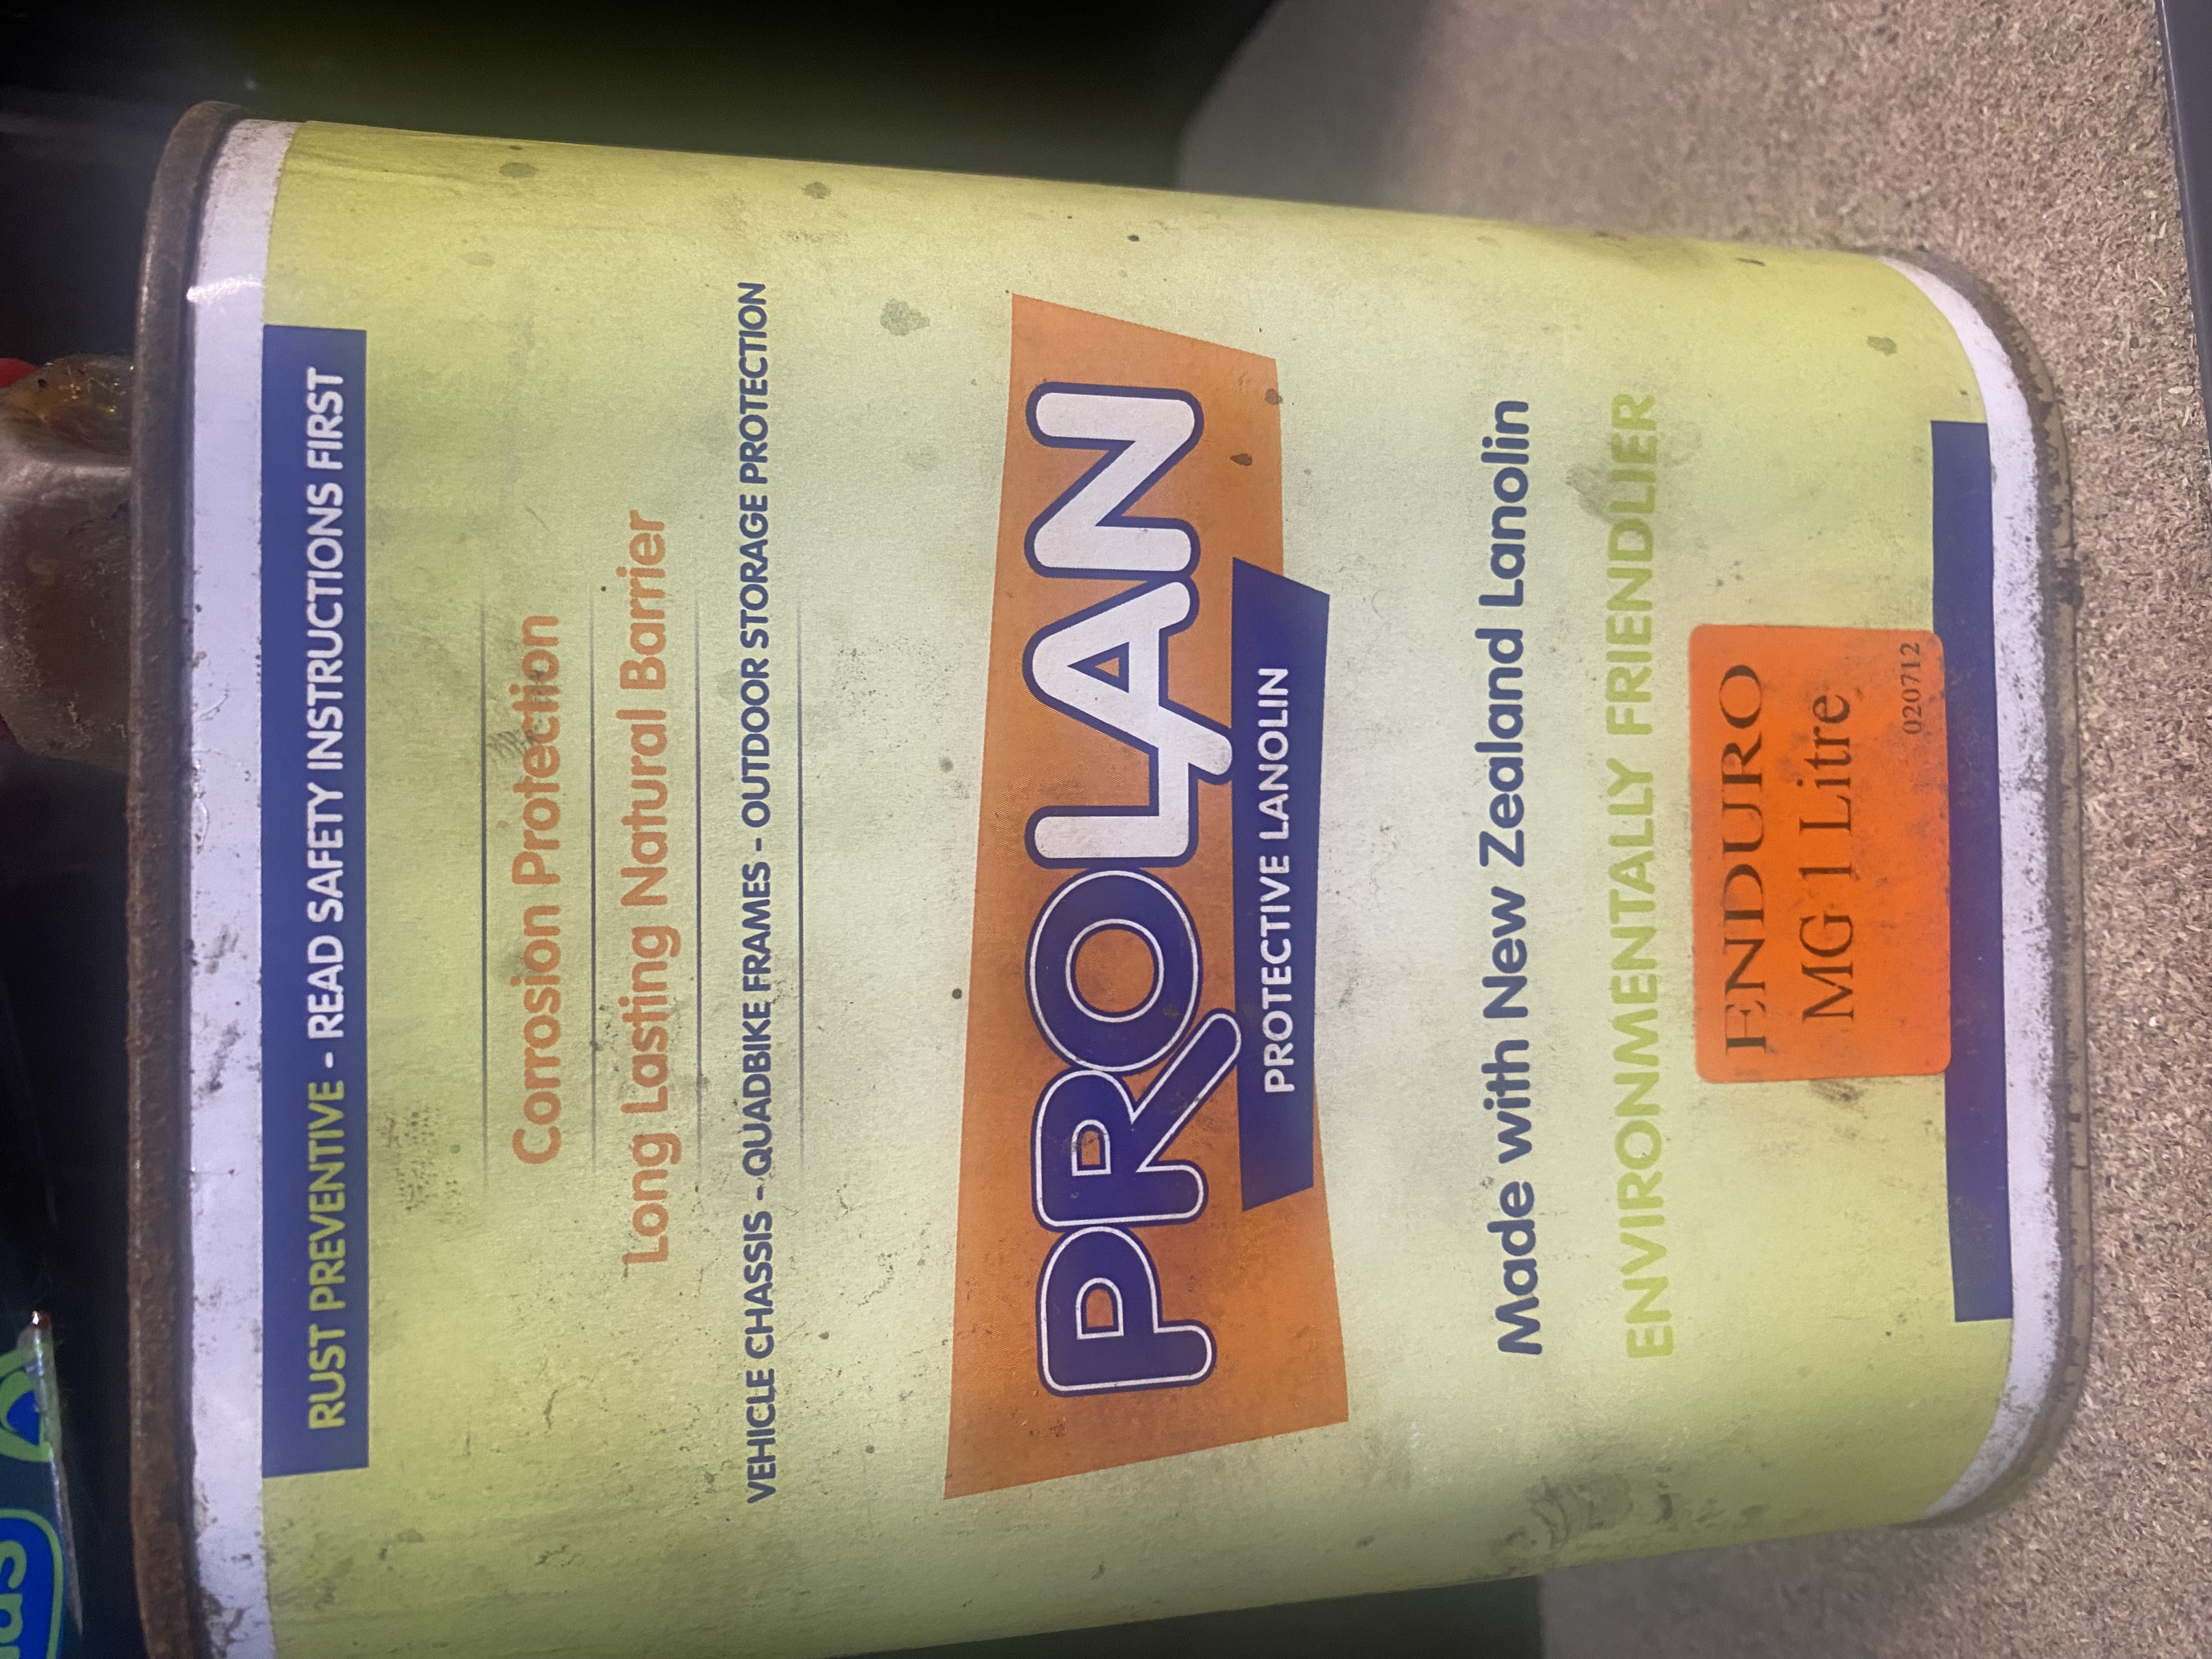 RUST PREVENTIVE - READ SAFETY INSTRUCTIONS FIRST
Corrosion Protection
Long Lasting Natural Barrier
VEHICLE CHASSIS - QUADBIKE FRAMES - OUTDOOR STORAGE PROTECTION
PROLAN
PROTECTIVE LANOLIN
Made with New Zealand Lanolin
ENVIRONMENTALLY FRIENDLIER
ENDURO
MG 1 Litre
020712